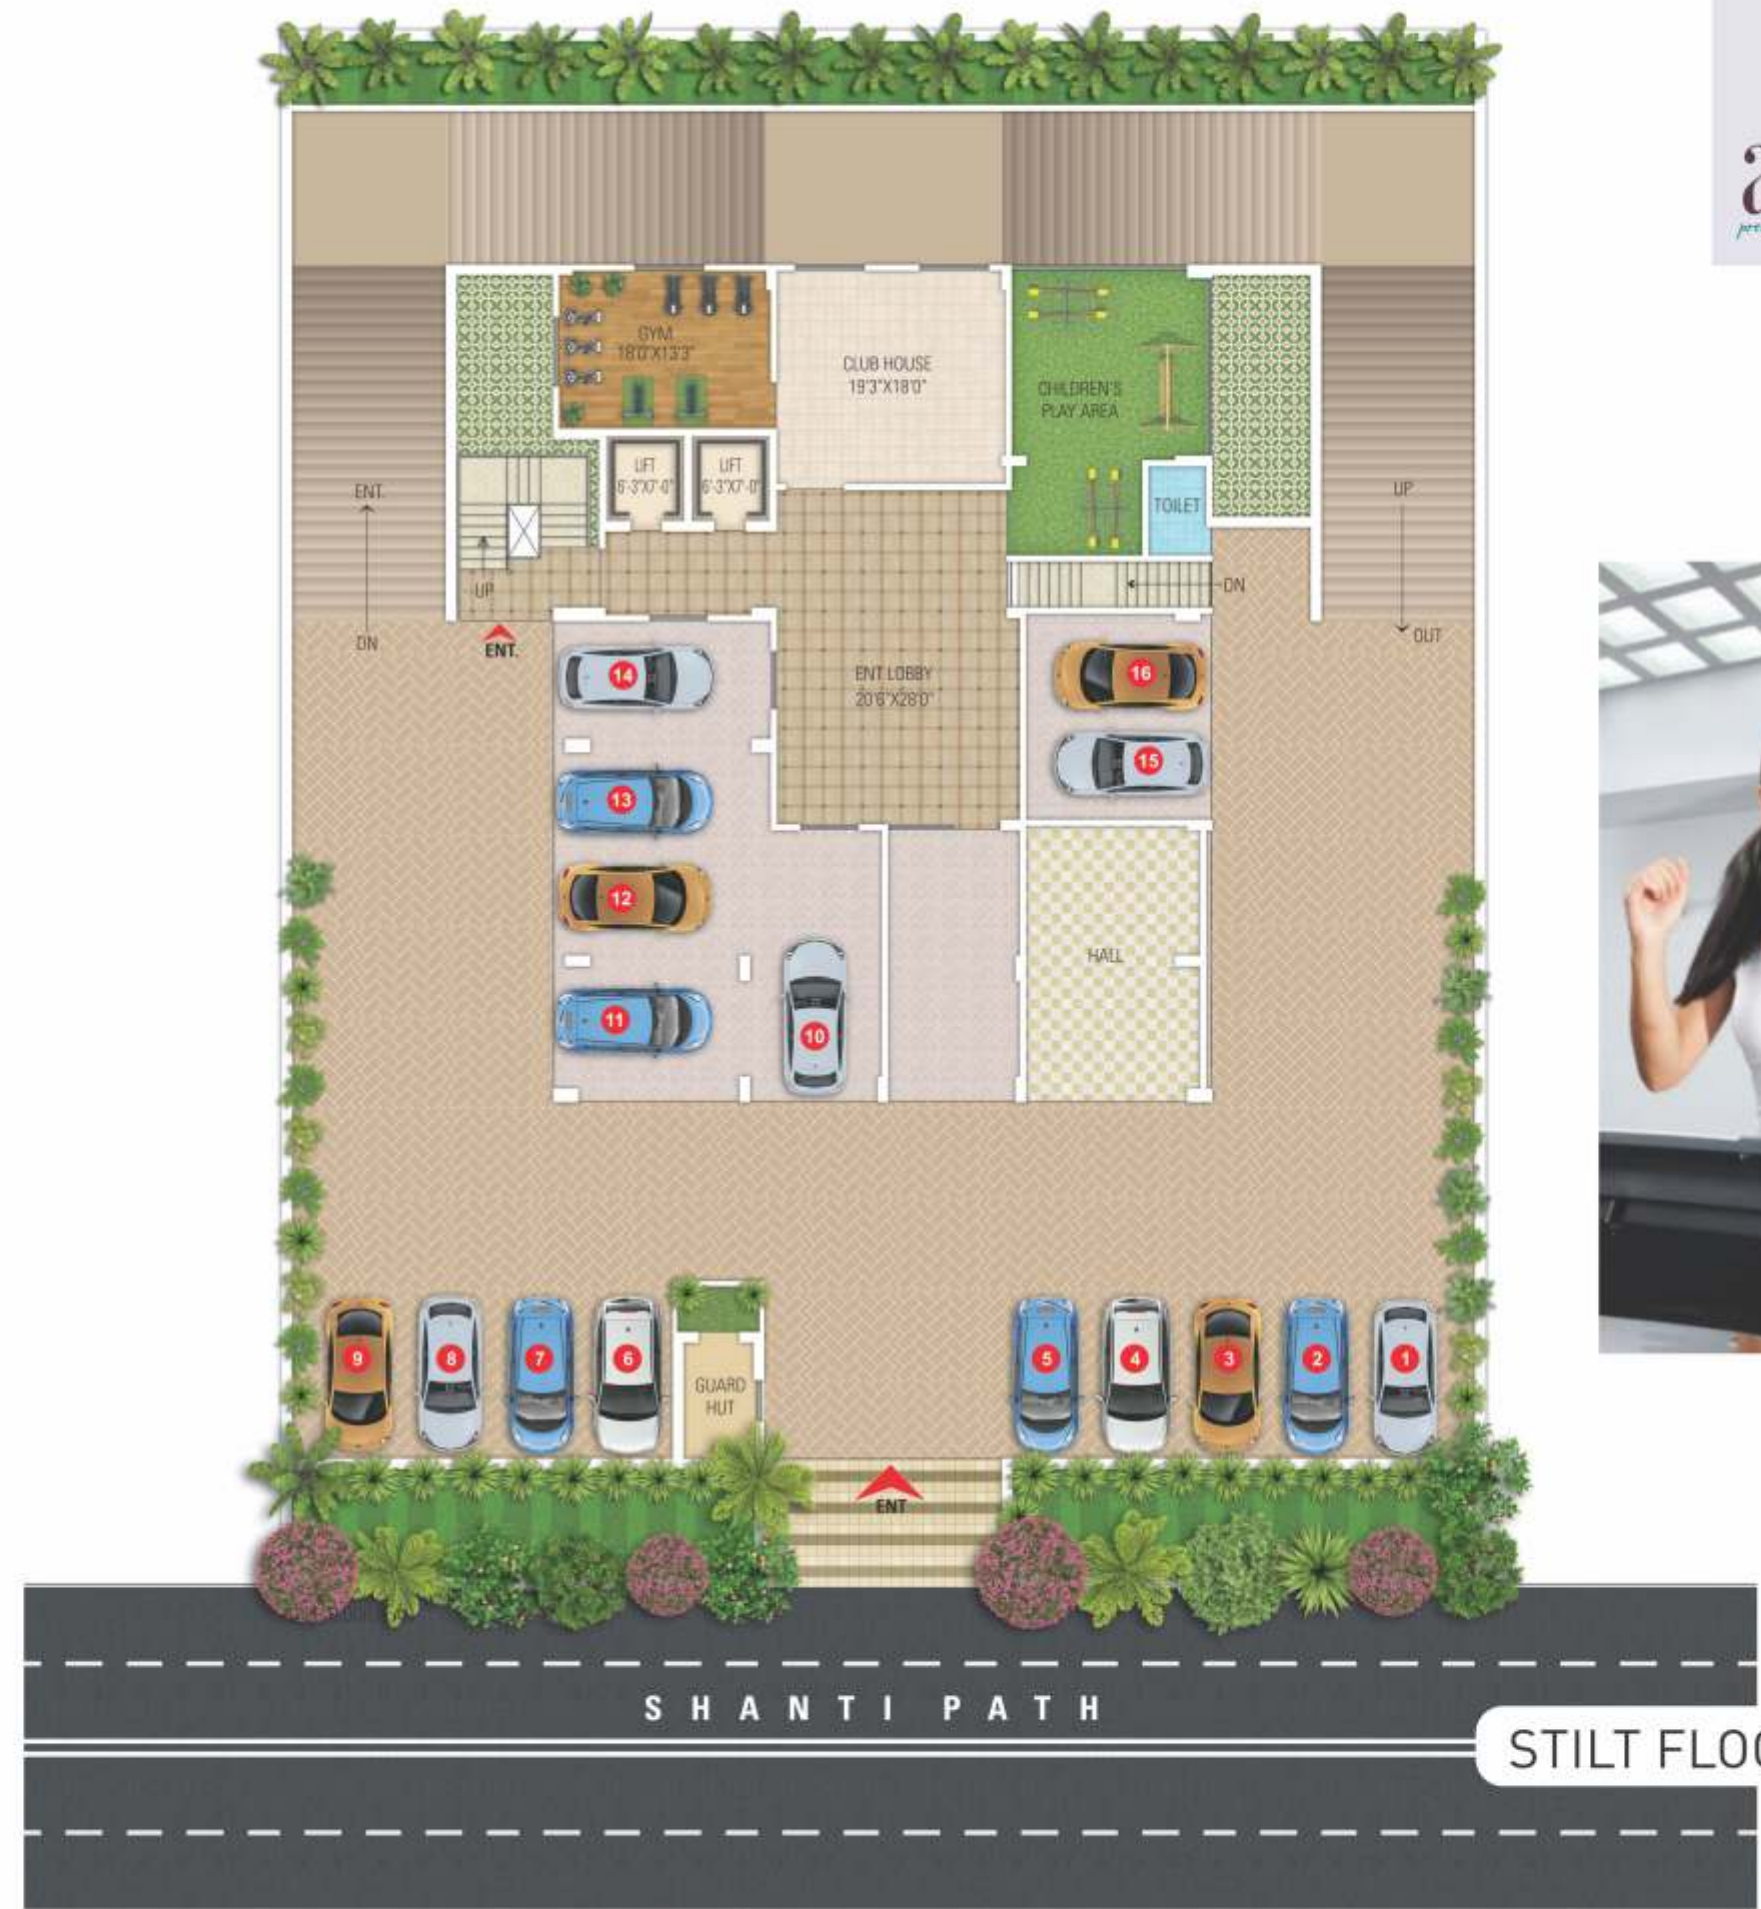 GYM
18'0"X13'3"
CLUB HOUSE
19'3"X18'0"
CHILDREN'S
PLAY AREA
LIFT
6'-3"X7'-0"
LIFT
6'-3"X7'-0"
TOILET
ENT.
UP
UP
DN
DN
ENT.
OUT
14
16
ENT LOBBY
20'6"X28'0"
15
13
12
HALL
11
10
9
8
7
6
5
4
3
2
1
GUARD
HUT
ENT
SHANTI PATH
STILT